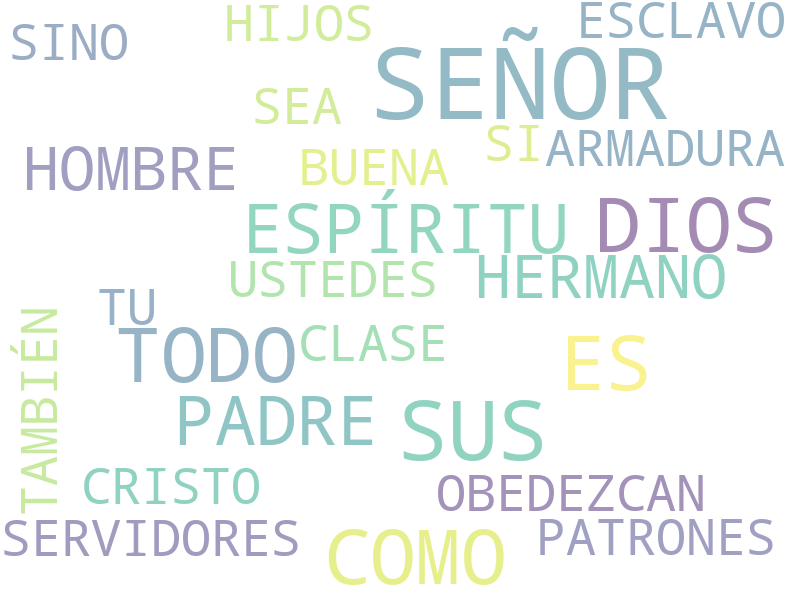 SINO
HIJOS
ESCLAVO
SEÑOR
SEA
SI
ARMADURA
HOMBRE
BUENA
ESPÍRITU
DIOS
USTEDES
HERMANO
TU
TODO
CLASE
ES
TAMBIÉN
PADRE
SUS
CRISTO
OBEDEZCAN
SERVIDORES
COMO
PATRONES